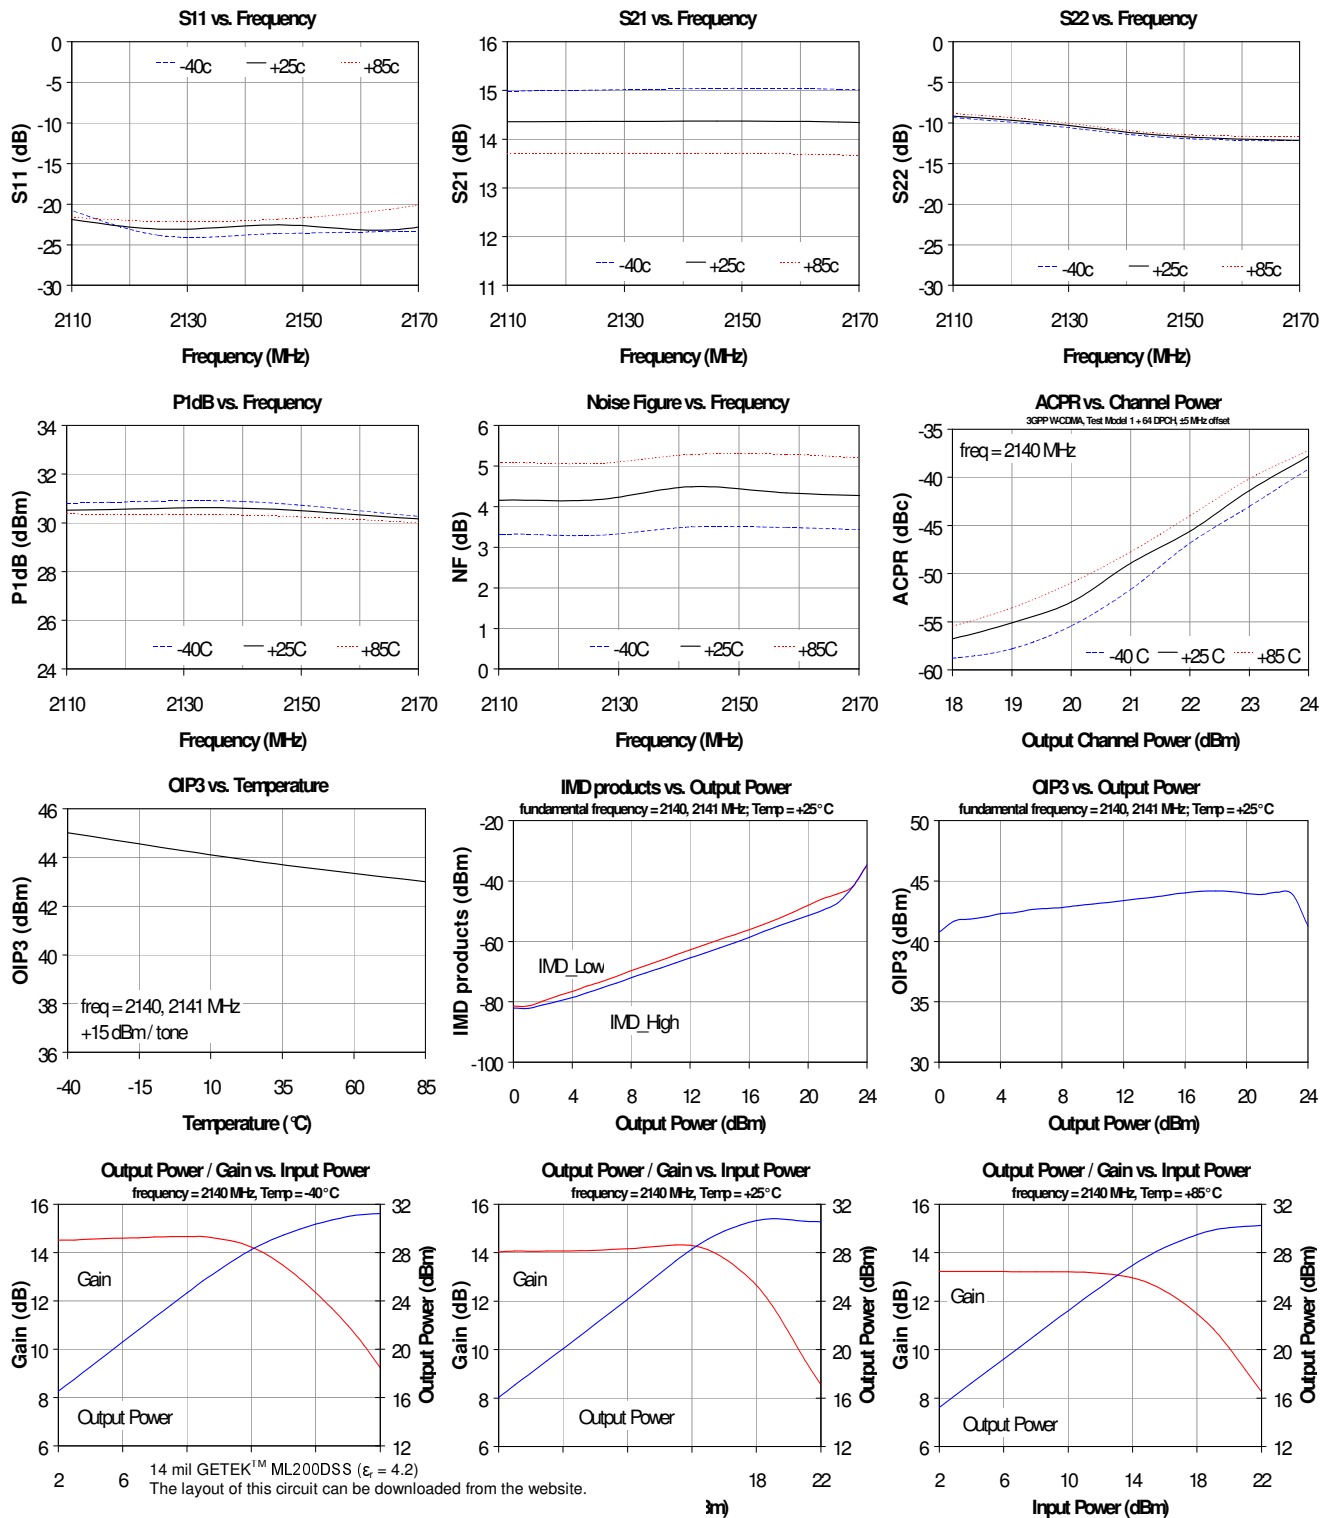 S11 vs. Frequency
0
-5
-10
-15
-20
-25
-30
S11 (dB)
-40c +25c +85c
2110 2130 2150 2170
Frequency (MHz)
S21 vs. Frequency
16
15
14
13
12
11
S21 (dB)
-40c +25c +85c
2110 2130 2150 2170
Frequency (MHz)
S22 vs. Frequency
0
-5
-10
-15
-20
-25
-30
S22 (dB)
-40c +25c +85c
2110 2130 2150 2170
Frequency (MHz)
P1dB vs. Frequency
34
32
30
28
26
24
P1dB (dBm)
-40C +25C +85C
2110 2130 2150 2170
Frequency (MHz)
Noise Figure vs. Frequency
6
5
4
3
2
1
0
NF (dB)
-40C +25C +85C
2110 2130 2150 2170
Frequency (MHz)
ACPR vs. Channel Power
3GPP W-CDMA, Test Model 1 + 64 DPCH, ±5 MHz offset
freq = 2140 MHz
-35
-40
-45
-50
-55
-60
ACPR (dBc)
-40 C +25 C +85 C
18 19 20 21 22 23 24
Output Channel Power (dBm)
OIP3 vs. Temperature
46
44
42
40
38
36
OIP3 (dBm)
freq = 2140, 2141 MHz
+15 dBm / tone
-40 -15 10 35 60 85
Temperature (°C)
IMD products vs. Output Power
fundamental frequency = 2140, 2141 MHz; Temp = +25° C
-20
-40
-60
-80
-100
IMD products (dBm)
IMD_Low
IMD_High
0 4 8 12 16 20 24
Output Power (dBm)
OIP3 vs. Output Power
fundamental frequency = 2140, 2141 MHz; Temp = +25° C
50
45
40
35
30
OIP3 (dBm)
0 4 8 12 16 20 24
Output Power (dBm)
Output Power / Gain vs. Input Power
frequency = 2140 MHz, Temp = -40° C
16
14
12
10
8
6
Gain (dB)
Gain
Output Power
32
28
24
20
16
12
Output Power (dBm)
2 6
Output Power / Gain vs. Input Power
frequency = 2140 MHz, Temp = +25° C
16
14
12
10
8
6
Gain (dB)
Gain
Output Power
32
28
24
20
16
12
Output Power (dBm)
18 22
Output Power / Gain vs. Input Power
frequency = 2140 MHz, Temp = +85° C
16
14
12
10
8
6
Gain (dB)
Gain
Output Power
32
28
24
20
16
12
Output Power (dBm)
2 6 10 14 18 22
Input Power (dBm)
14 mil GETEK™ ML200DSS (εr = 4.2)
The layout of this circuit can be downloaded from the website.